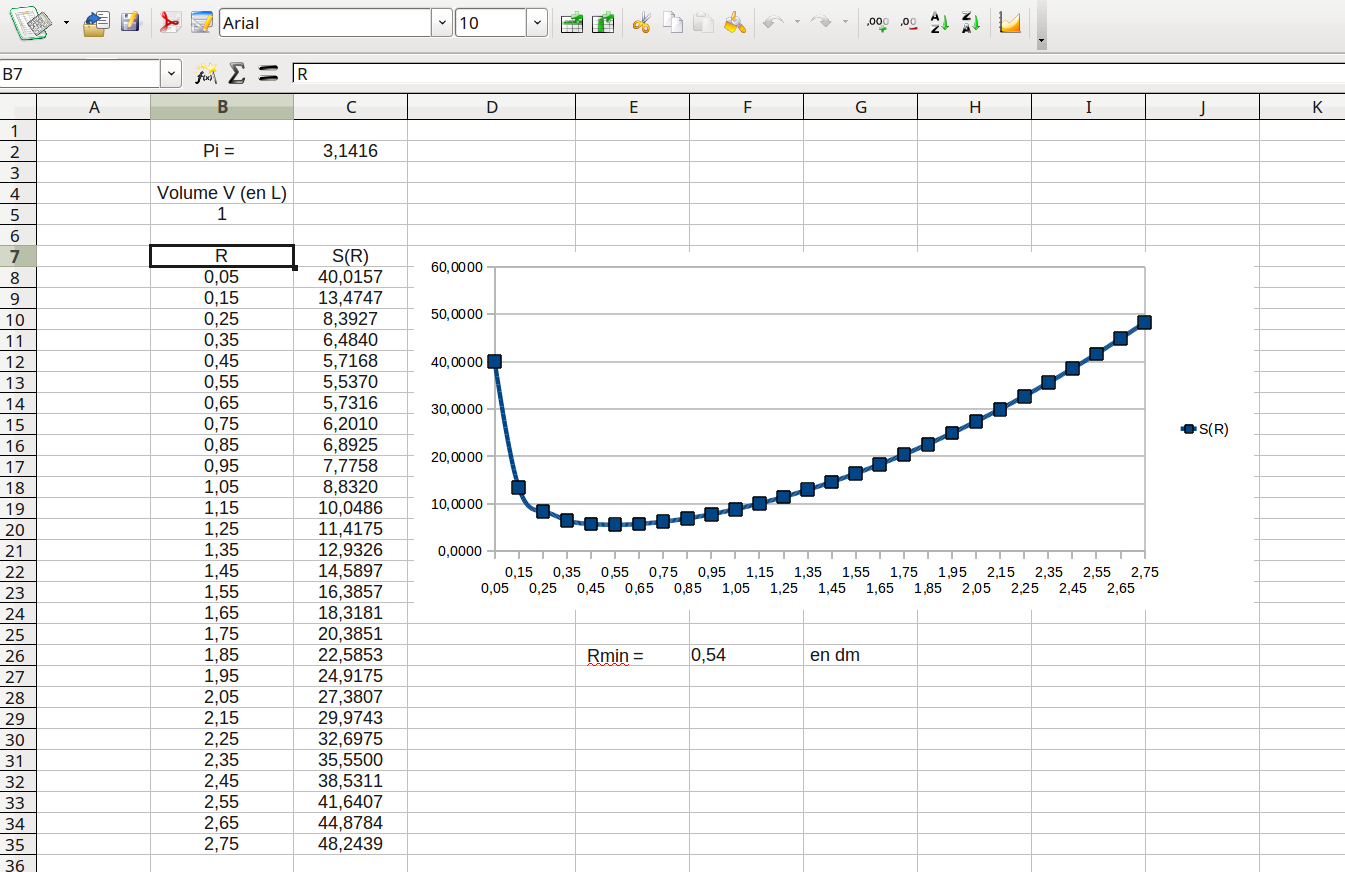 Arial 10 .000 .00 A Z Z A
B7 f(x) Σ = R
A B C D E F G H I J K
1
2 Pi = 3,1416
3
4 Volume V (en L)
5 1
6
7 R S(R)
8 0,05 40,0157
9 0,15 13,4747
10 0,25 8,3927
11 0,35 6,4840
12 0,45 5,7168
13 0,55 5,5370
14 0,65 5,7316
15 0,75 6,2010
16 0,85 6,8925
17 0,95 7,7758
18 1,05 8,8320
19 1,15 10,0486
20 1,25 11,4175
21 1,35 12,9326
22 1,45 14,5897
23 1,55 16,3857
24 1,65 18,3181
25 1,75 20,3851
26 1,85 22,5853 Rmin = 0,54 en dm
27 1,95 24,9175
28 2,05 27,3807
29 2,15 29,9743
30 2,25 32,6975
31 2,35 35,5500
32 2,45 38,5311
33 2,55 41,6407
34 2,65 44,8784
35 2,75 48,2439
36
60,0000
50,0000
40,0000
30,0000
20,0000
10,0000
0,0000
0,15 0,35 0,55 0,75 0,95 1,15 1,35 1,55 1,75 1,95 2,15 2,35 2,55 2,75
0,05 0,25 0,45 0,65 0,85 1,05 1,25 1,45 1,65 1,85 2,05 2,25 2,45 2,65
S(R)